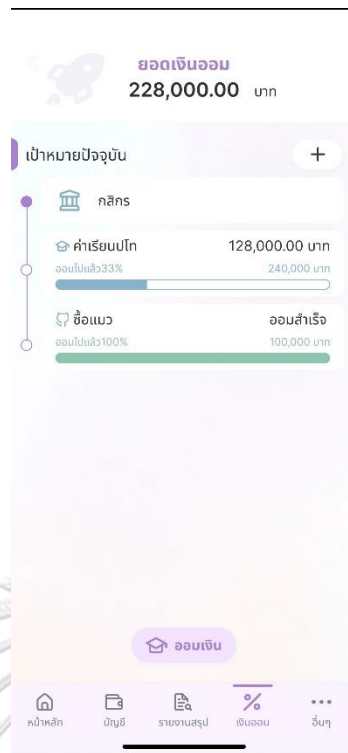 ยอดเงินออม
228,000.00 บาท
เป้าหมายปัจจุบัน
กสิกร
ค่าเรียนปโท 128,000.00 บาท
ออมไปแล้ว33% 240,000 บาท
ซื้อแมว ออมสำเร็จ
ออมไปแล้ว100% 100,000 บาท
ออมเงิน
หน้าหลัก บัญชี รายงานสรุป เงินออม อื่นๆ